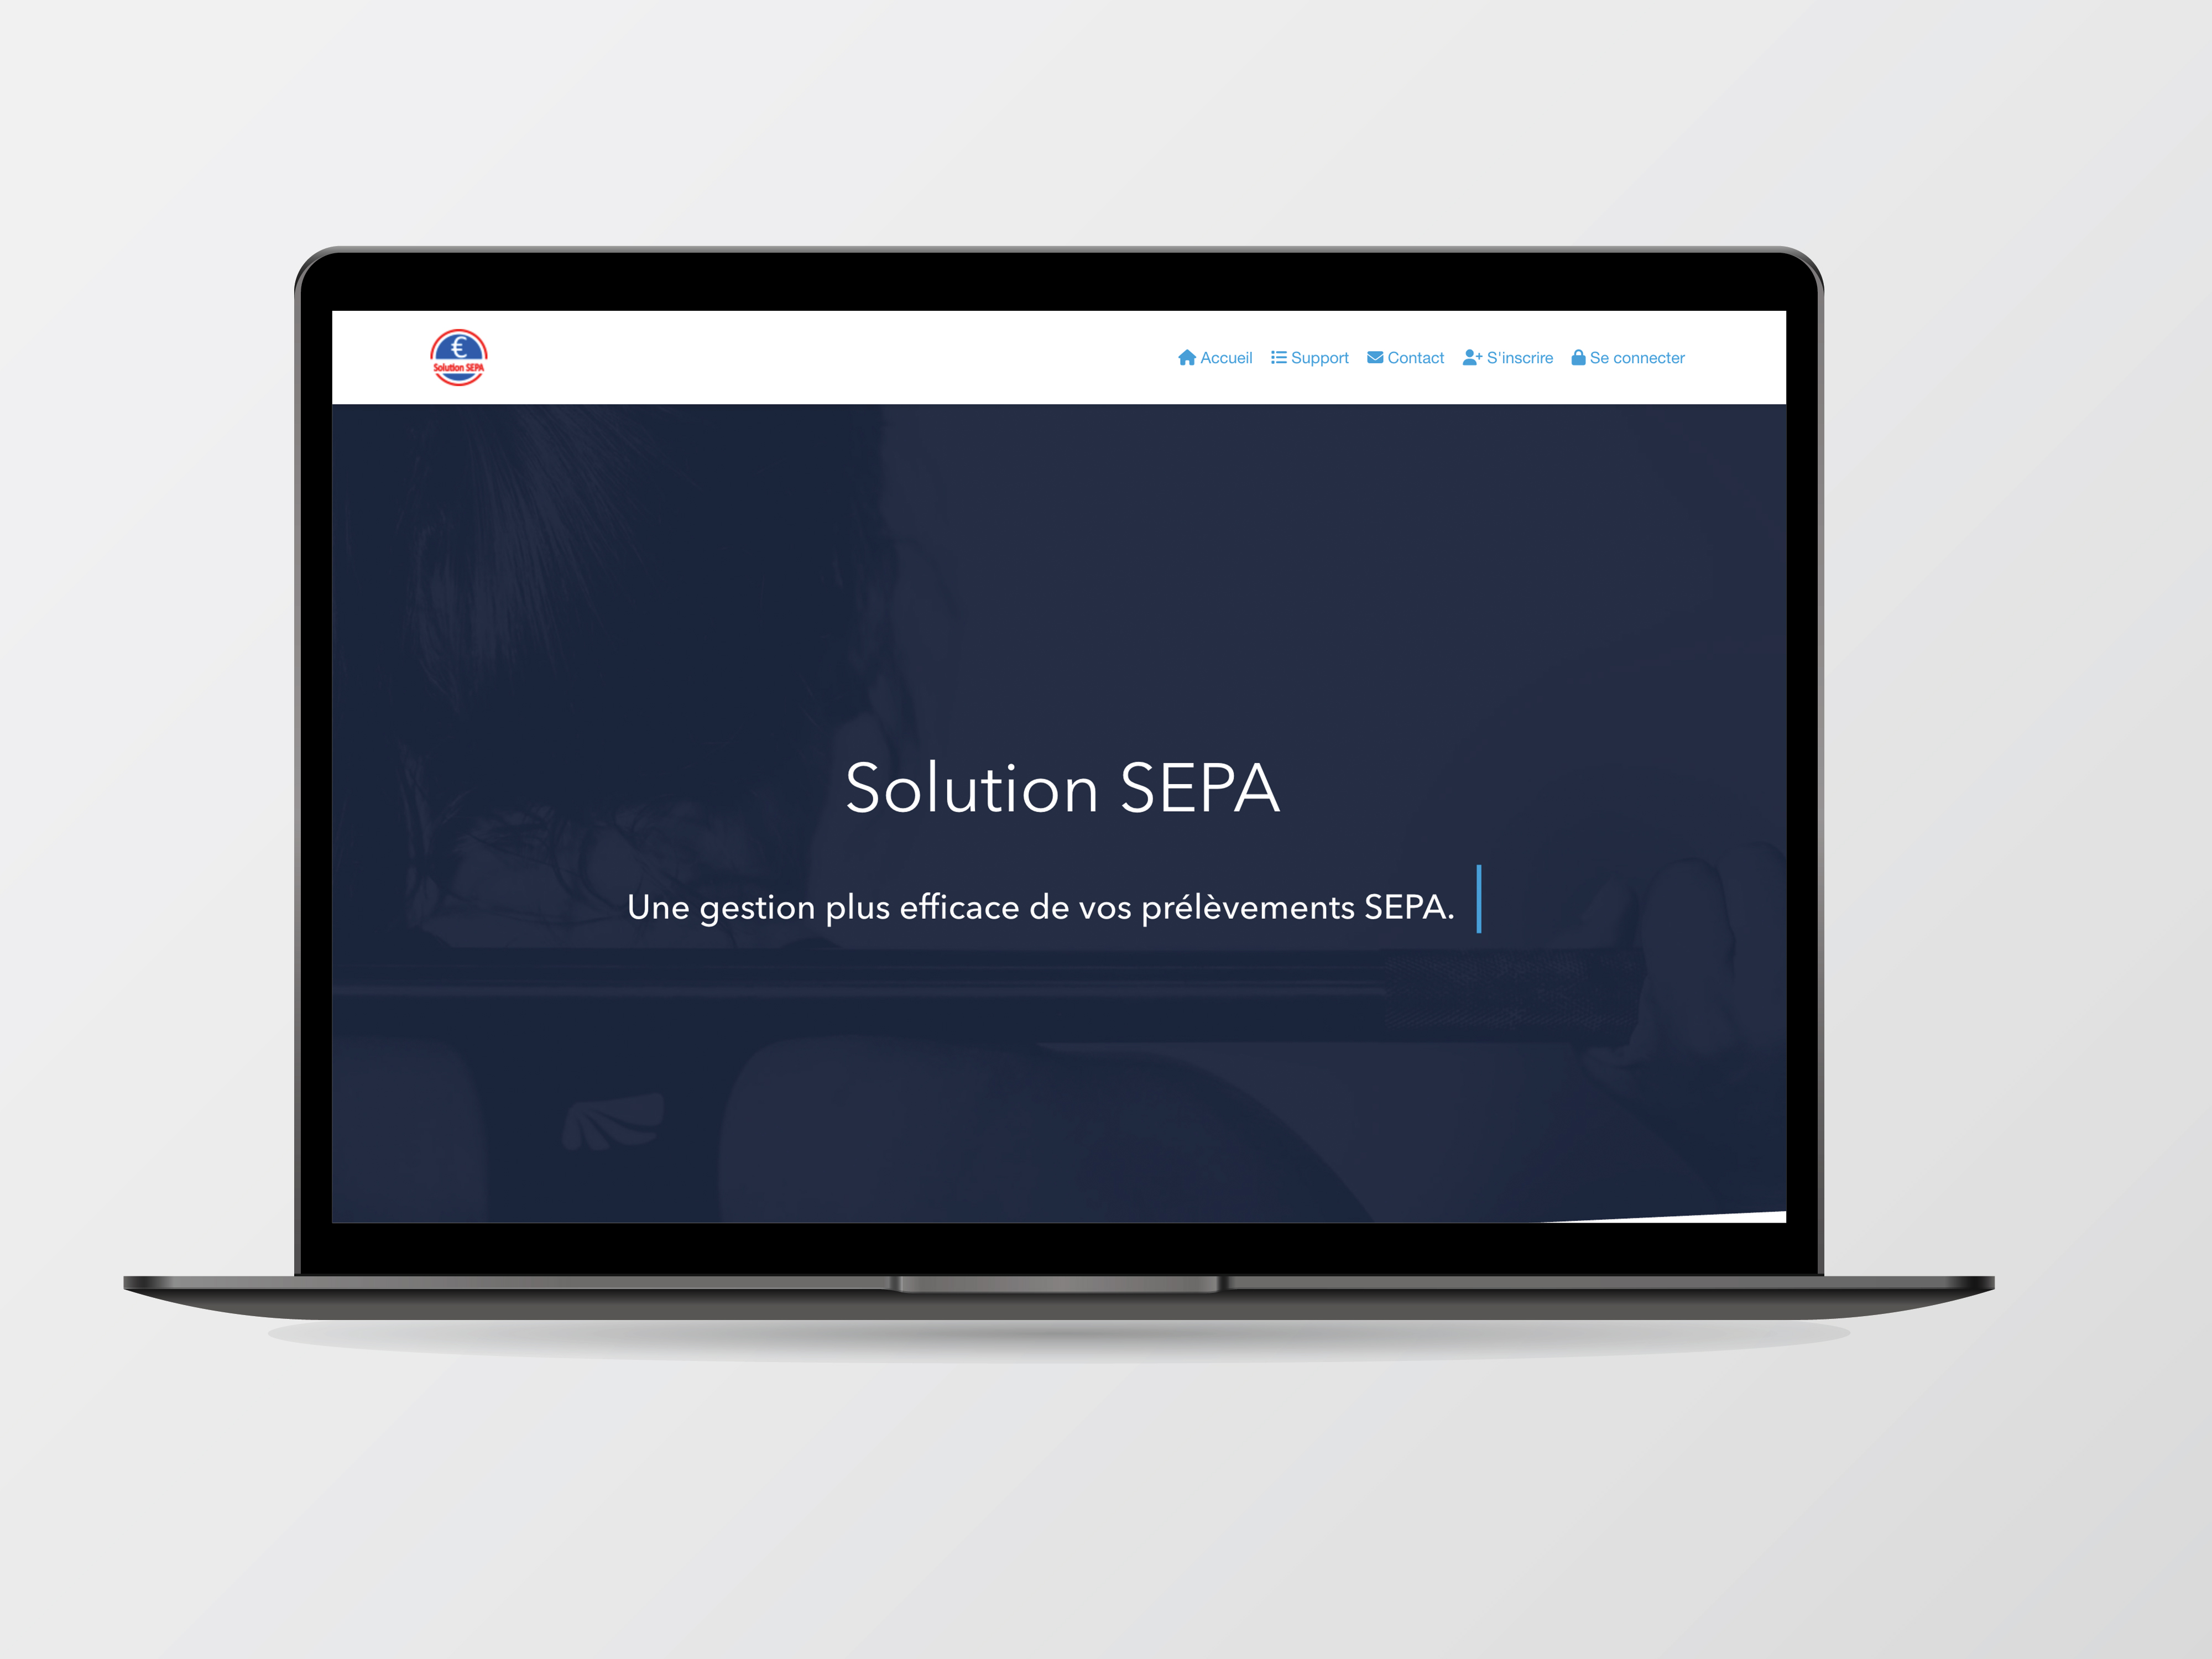 €
Solution SEPA
Accueil Support Contact S'inscrire Se connecter
Solution SEPA
Une gestion plus efficace de vos prélèvements SEPA.